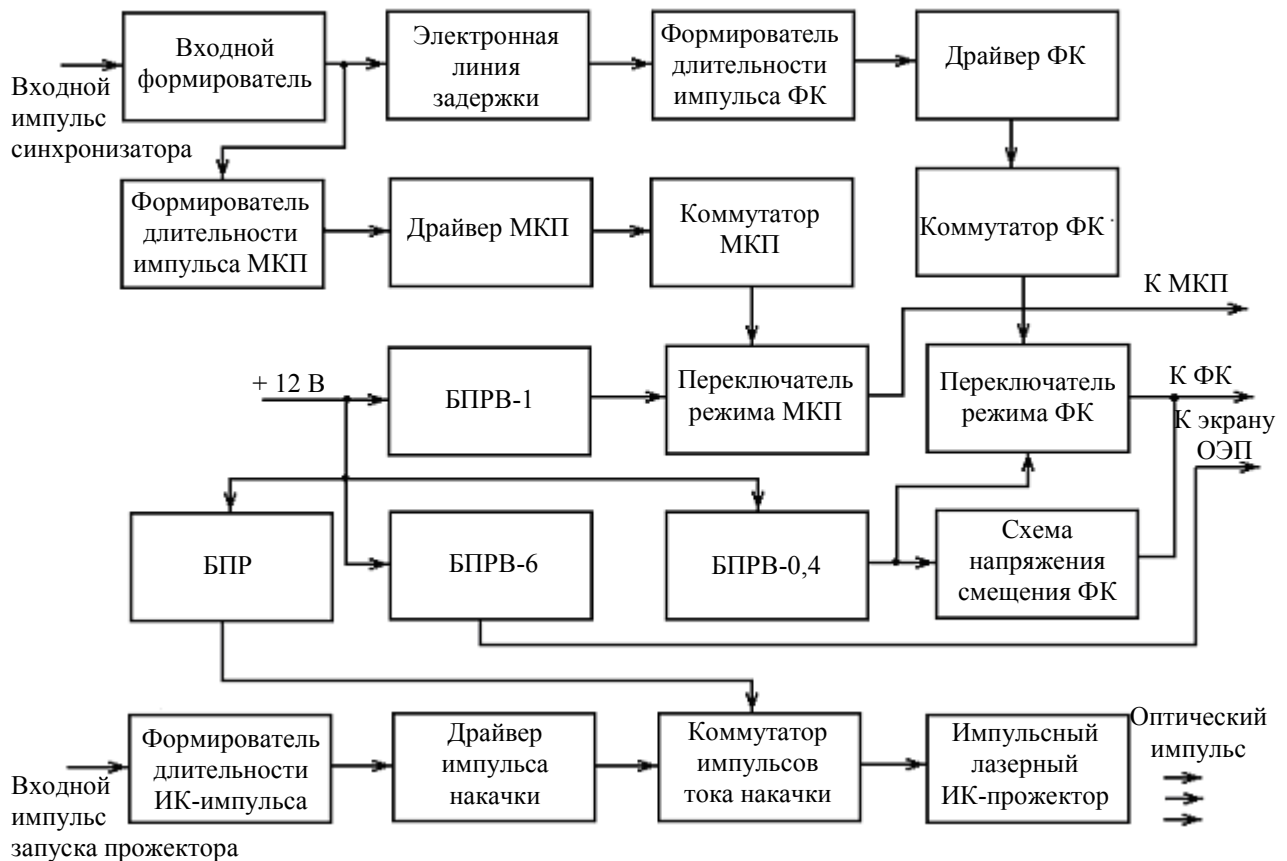 Входной
формирователь
Электронная
линия
задержки
Формирователь
длительности
импульса ФК
Драйвер ФК
Входной
импульс
синхронизатора
Формирователь
длительности
импульса МКП
Драйвер МКП
Коммутатор
МКП
Коммутатор ФК
К МКП
+ 12 В
БПРВ-1
Переключатель
режима МКП
Переключатель
режима ФК
К ФК
К экрану
ОЭП
БПР
БПРВ-6
БПРВ-0,4
Схема
напряжения
смещения ФК
Формирователь
длительности
ИК-импульса
Драйвер
импульса
накачки
Коммутатор
импульсов
тока накачки
Импульсный
лазерный
ИК-прожектор
Оптический
импульс
Входной
импульс
запуска прожектора